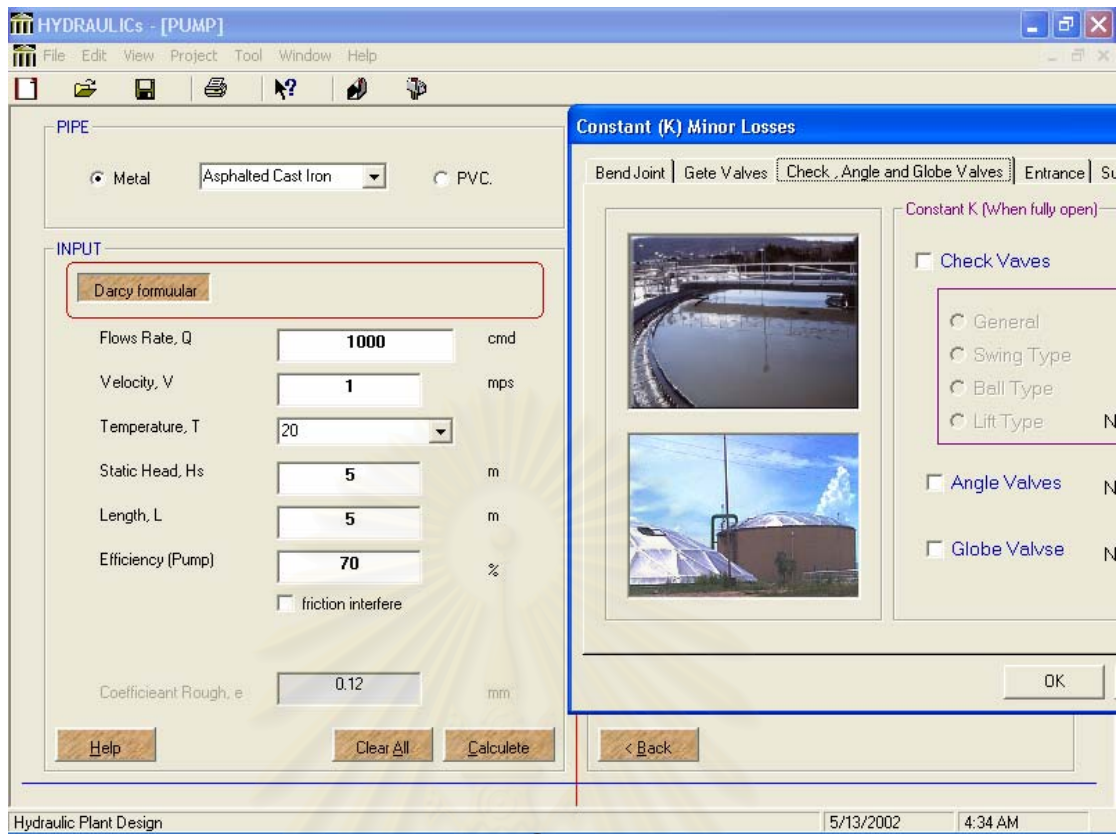 HYDRAULICs - [PUMP]
File Edit View Project Tool Window Help
PIPE
Metal
Asphalted Cast Iron
PVC.
INPUT
Darcy formuular
Flows Rate, Q 1000 cmd
Velocity, V 1 mps
Temperature, T 20
Static Head, Hs 5 m
Length, L 5 m
Efficiency (Pump) 70 %
friction interfere
Coefficieant Rough, e 0.12 mm
Help
Clear All
Calculete
Constant (K) Minor Losses
Bend Joint
Gete Valves
Check , Angle and Globe Valves
Entrance
Su
Constant K (When fully open)
Check Vaves
General
Swing Type
Ball Type
Lift Type N
Angle Valves N
Globe Valvse N
OK
< Back
Hydraulic Plant Design
5/13/2002
4:34 AM